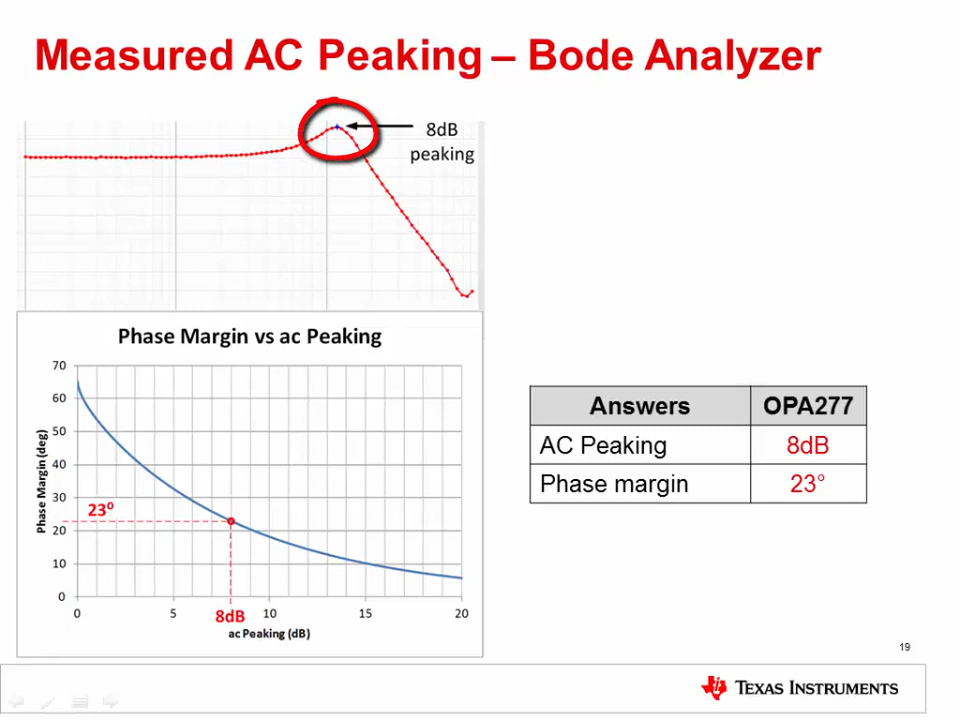 Measured AC Peaking – Bode Analyzer
8dB
peaking
Phase Margin vs ac Peaking
Phase Margin (deg)
70
60
50
40
30
20
10
0
23⁰
0
5
10
15
20
8dB
ac Peaking (dB)
Answers OPA277
AC Peaking 8dB
Phase margin 23°
19
TEXAS INSTRUMENTS